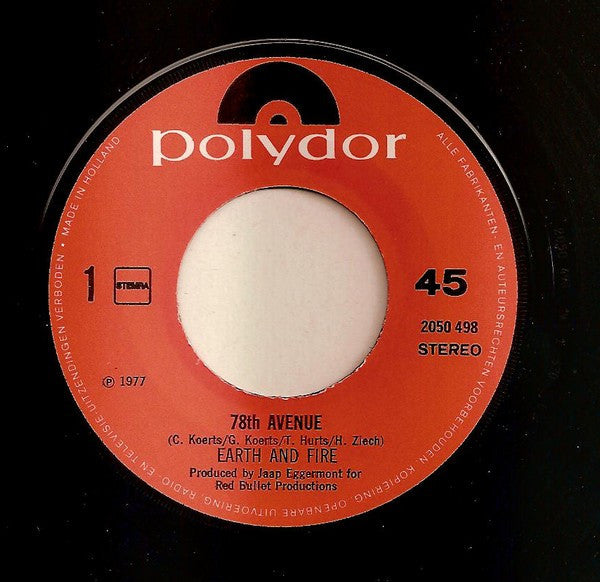 polydor
1
STEMRA
45
2050 498
STEREO
℗ 1977
78th AVENUE
(C. Koerts/G. Koerts/T. Hurts/H. Ziech)
EARTH AND FIRE
Produced by Jaap Eggermont for
Red Bullet Productions
ALLE FABRIKANTEN- EN AUTEURSRECHTEN VOORBEHOUDEN. KOPIERING, OPENBARE UITVOERING, RADIO- EN TELEVISIE-UITZENDINGEN VERBODEN • MADE IN HOLLAND